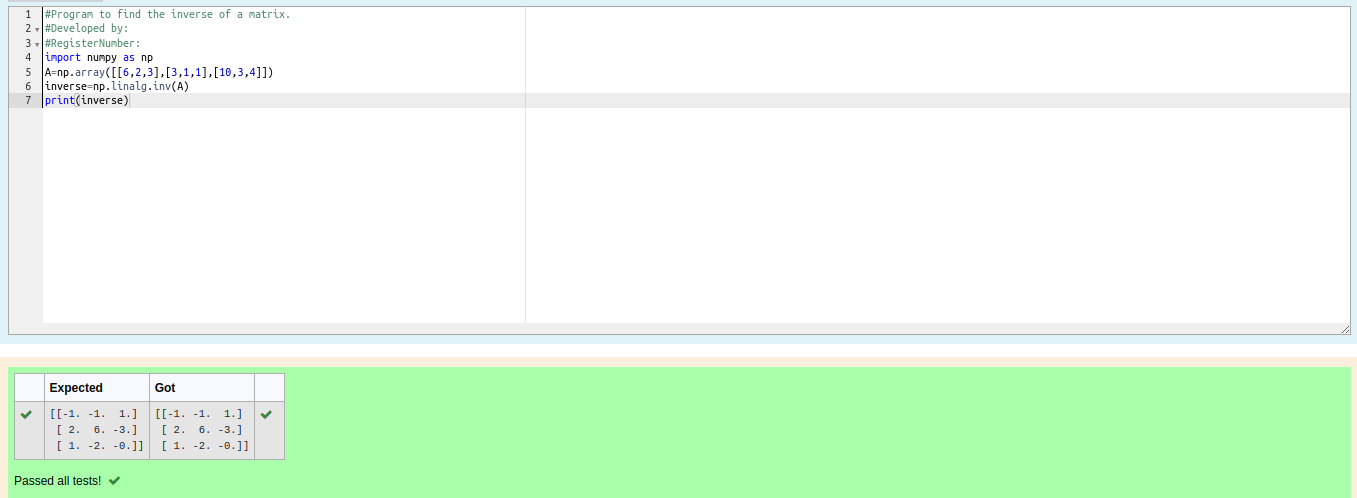 1 #Program to find the inverse of a matrix.
2 #Developed by:
3 #RegisterNumber:
4 import numpy as np
5 A=np.array([[6,2,3],[3,1,1],[10,3,4]])
6 inverse=np.linalg.inv(A)
7 print(inverse)
Expected Got
[[-1. -1.  1.] [[-1. -1.  1.]
[ 2.  6. -3.] [ 2.  6. -3.]
[ 1. -2. -0.]] [ 1. -2. -0.]]
Passed all tests!